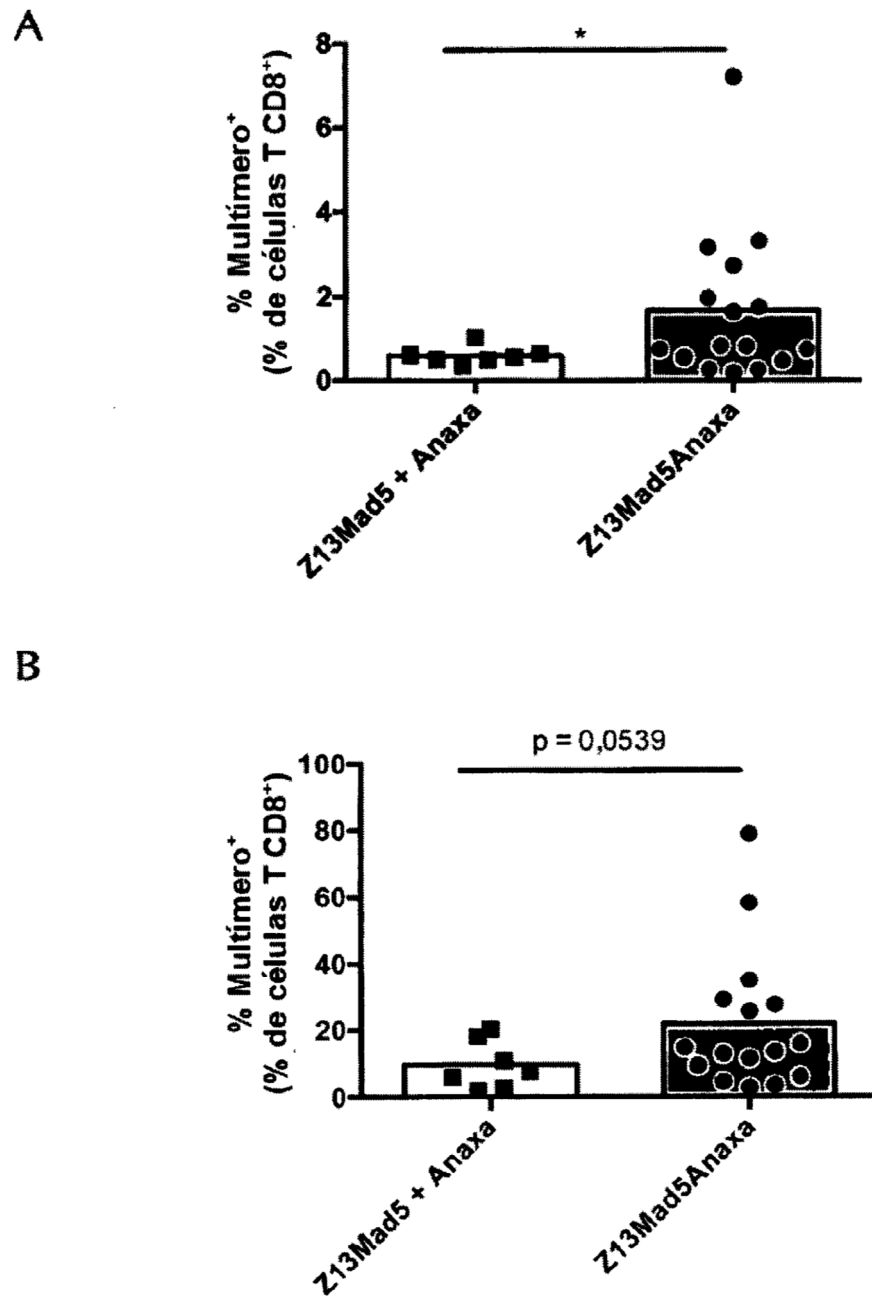 A
*
8
6
4
2
0
% Multímero⁺
(% de células T CD8⁺)
Z13Mad5 + Anaxa
Z13Mad5Anaxa
B
p = 0,0539
100
80
60
40
20
0
% Multímero⁺
(% de células T CD8⁺)
Z13Mad5 + Anaxa
Z13Mad5Anaxa